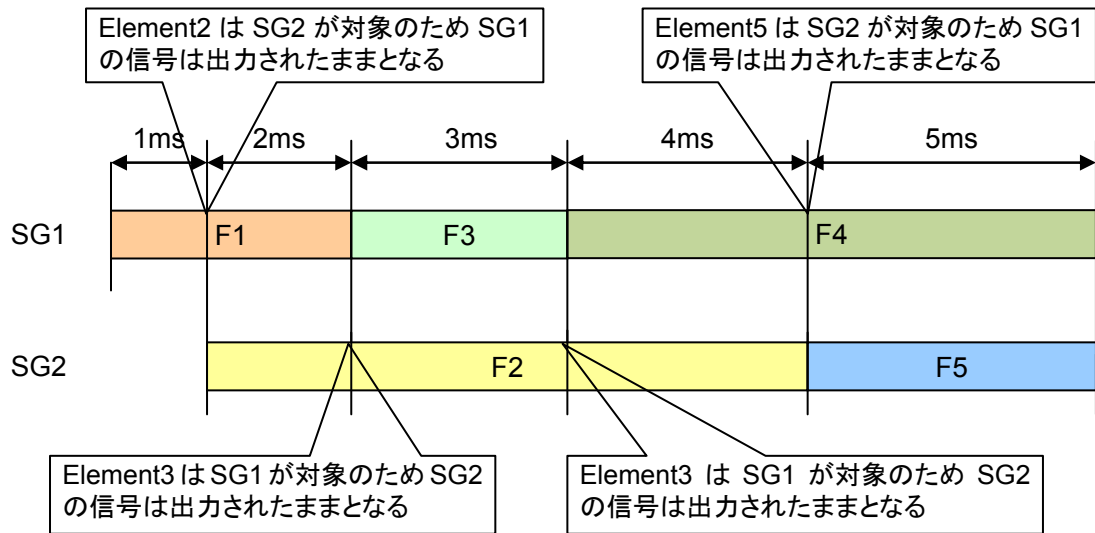 Element2 は SG2 が対象のため SG1
の信号は出力されたままとなる
Element5 は SG2 が対象のため SG1
の信号は出力されたままとなる
1ms
2ms
3ms
4ms
5ms
SG1
F1
F3
F4
SG2
F2
F5
Element3 は SG1 が対象のため SG2
の信号は出力されたままとなる
Element3 は SG1 が対象のため SG2
の信号は出力されたままとなる